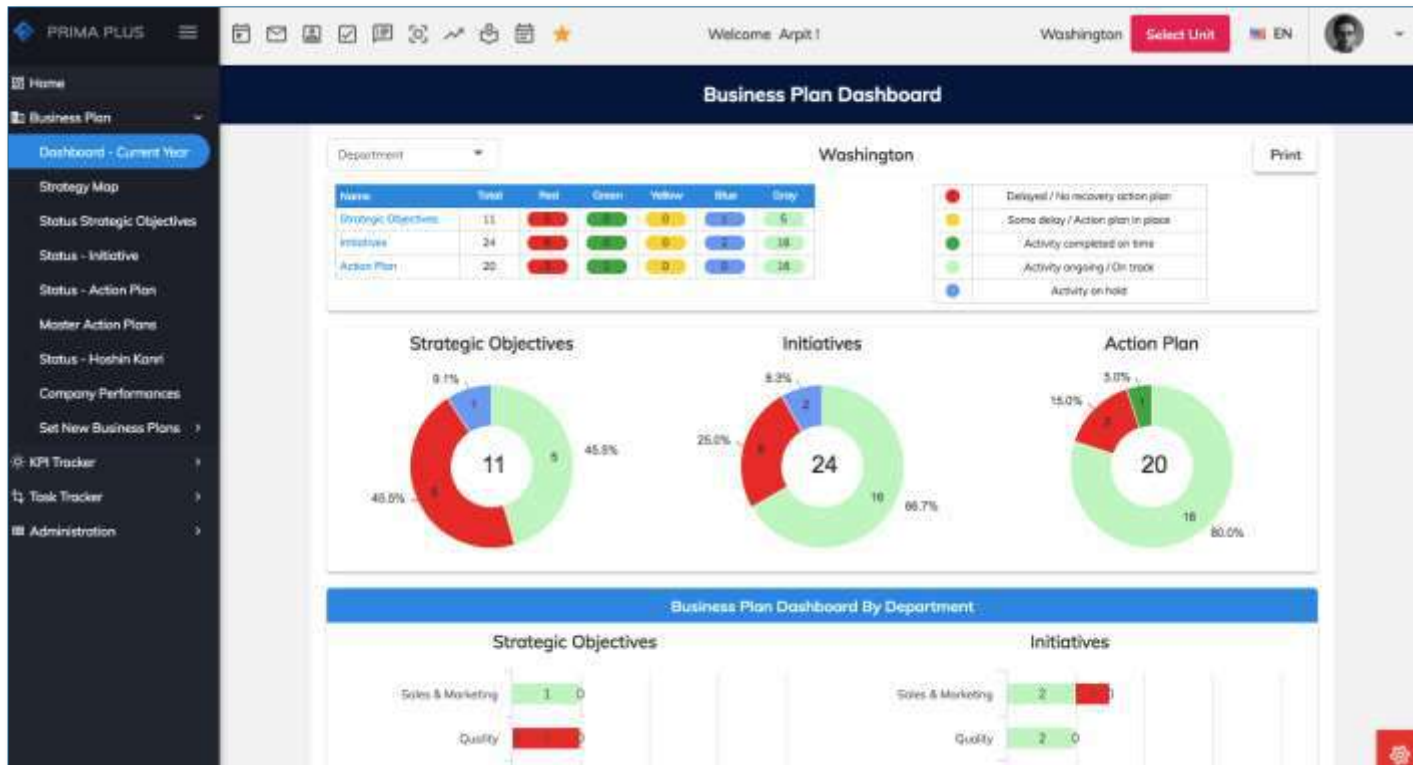 PRIMA PLUS
Welcome Arpit !
Washington
Select Unit
EN
Home
Business Plan
Dashboard - Current Year
Strategy Map
Status Strategic Objectives
Status - Initiative
Status - Action Plan
Master Action Plans
Status - Hoshin Kanri
Company Performances
Set New Business Plans
KPI Tracker
Task Tracker
Administration
Business Plan Dashboard
Department
Washington
Print
Name Total Red Green Yellow Blue Gray
Strategic Objectives 11 0 1 5
Initiatives 24 0 2 16
Action Plan 20 0 0 16
Delayed / No recovery action plan
Some delay / Action plan in place
Activity completed on time
Activity ongoing / On track
Activity on hold
Strategic Objectives
9.1%
1
11
5
45.5%
Initiatives
8.3%
2
25.0%
24
16
66.7%
Action Plan
5.0%
1
15.0%
20
16
80.0%
Business Plan Dashboard By Department
Strategic Objectives
Sales & Marketing 1 0
Quality
Initiatives
Sales & Marketing 2
Quality 2 0